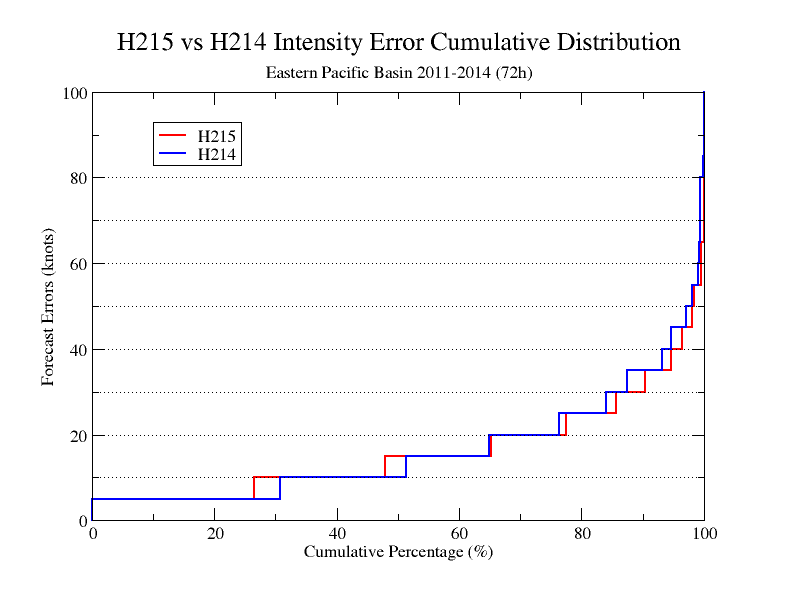 H215 vs H214 Intensity Error Cumulative Distribution
Eastern Pacific Basin 2011-2014 (72h)
100
H215
H214
80
60
Forecast Errors (knots)
40
20
0
0 20 40 60 80 100
Cumulative Percentage (%)